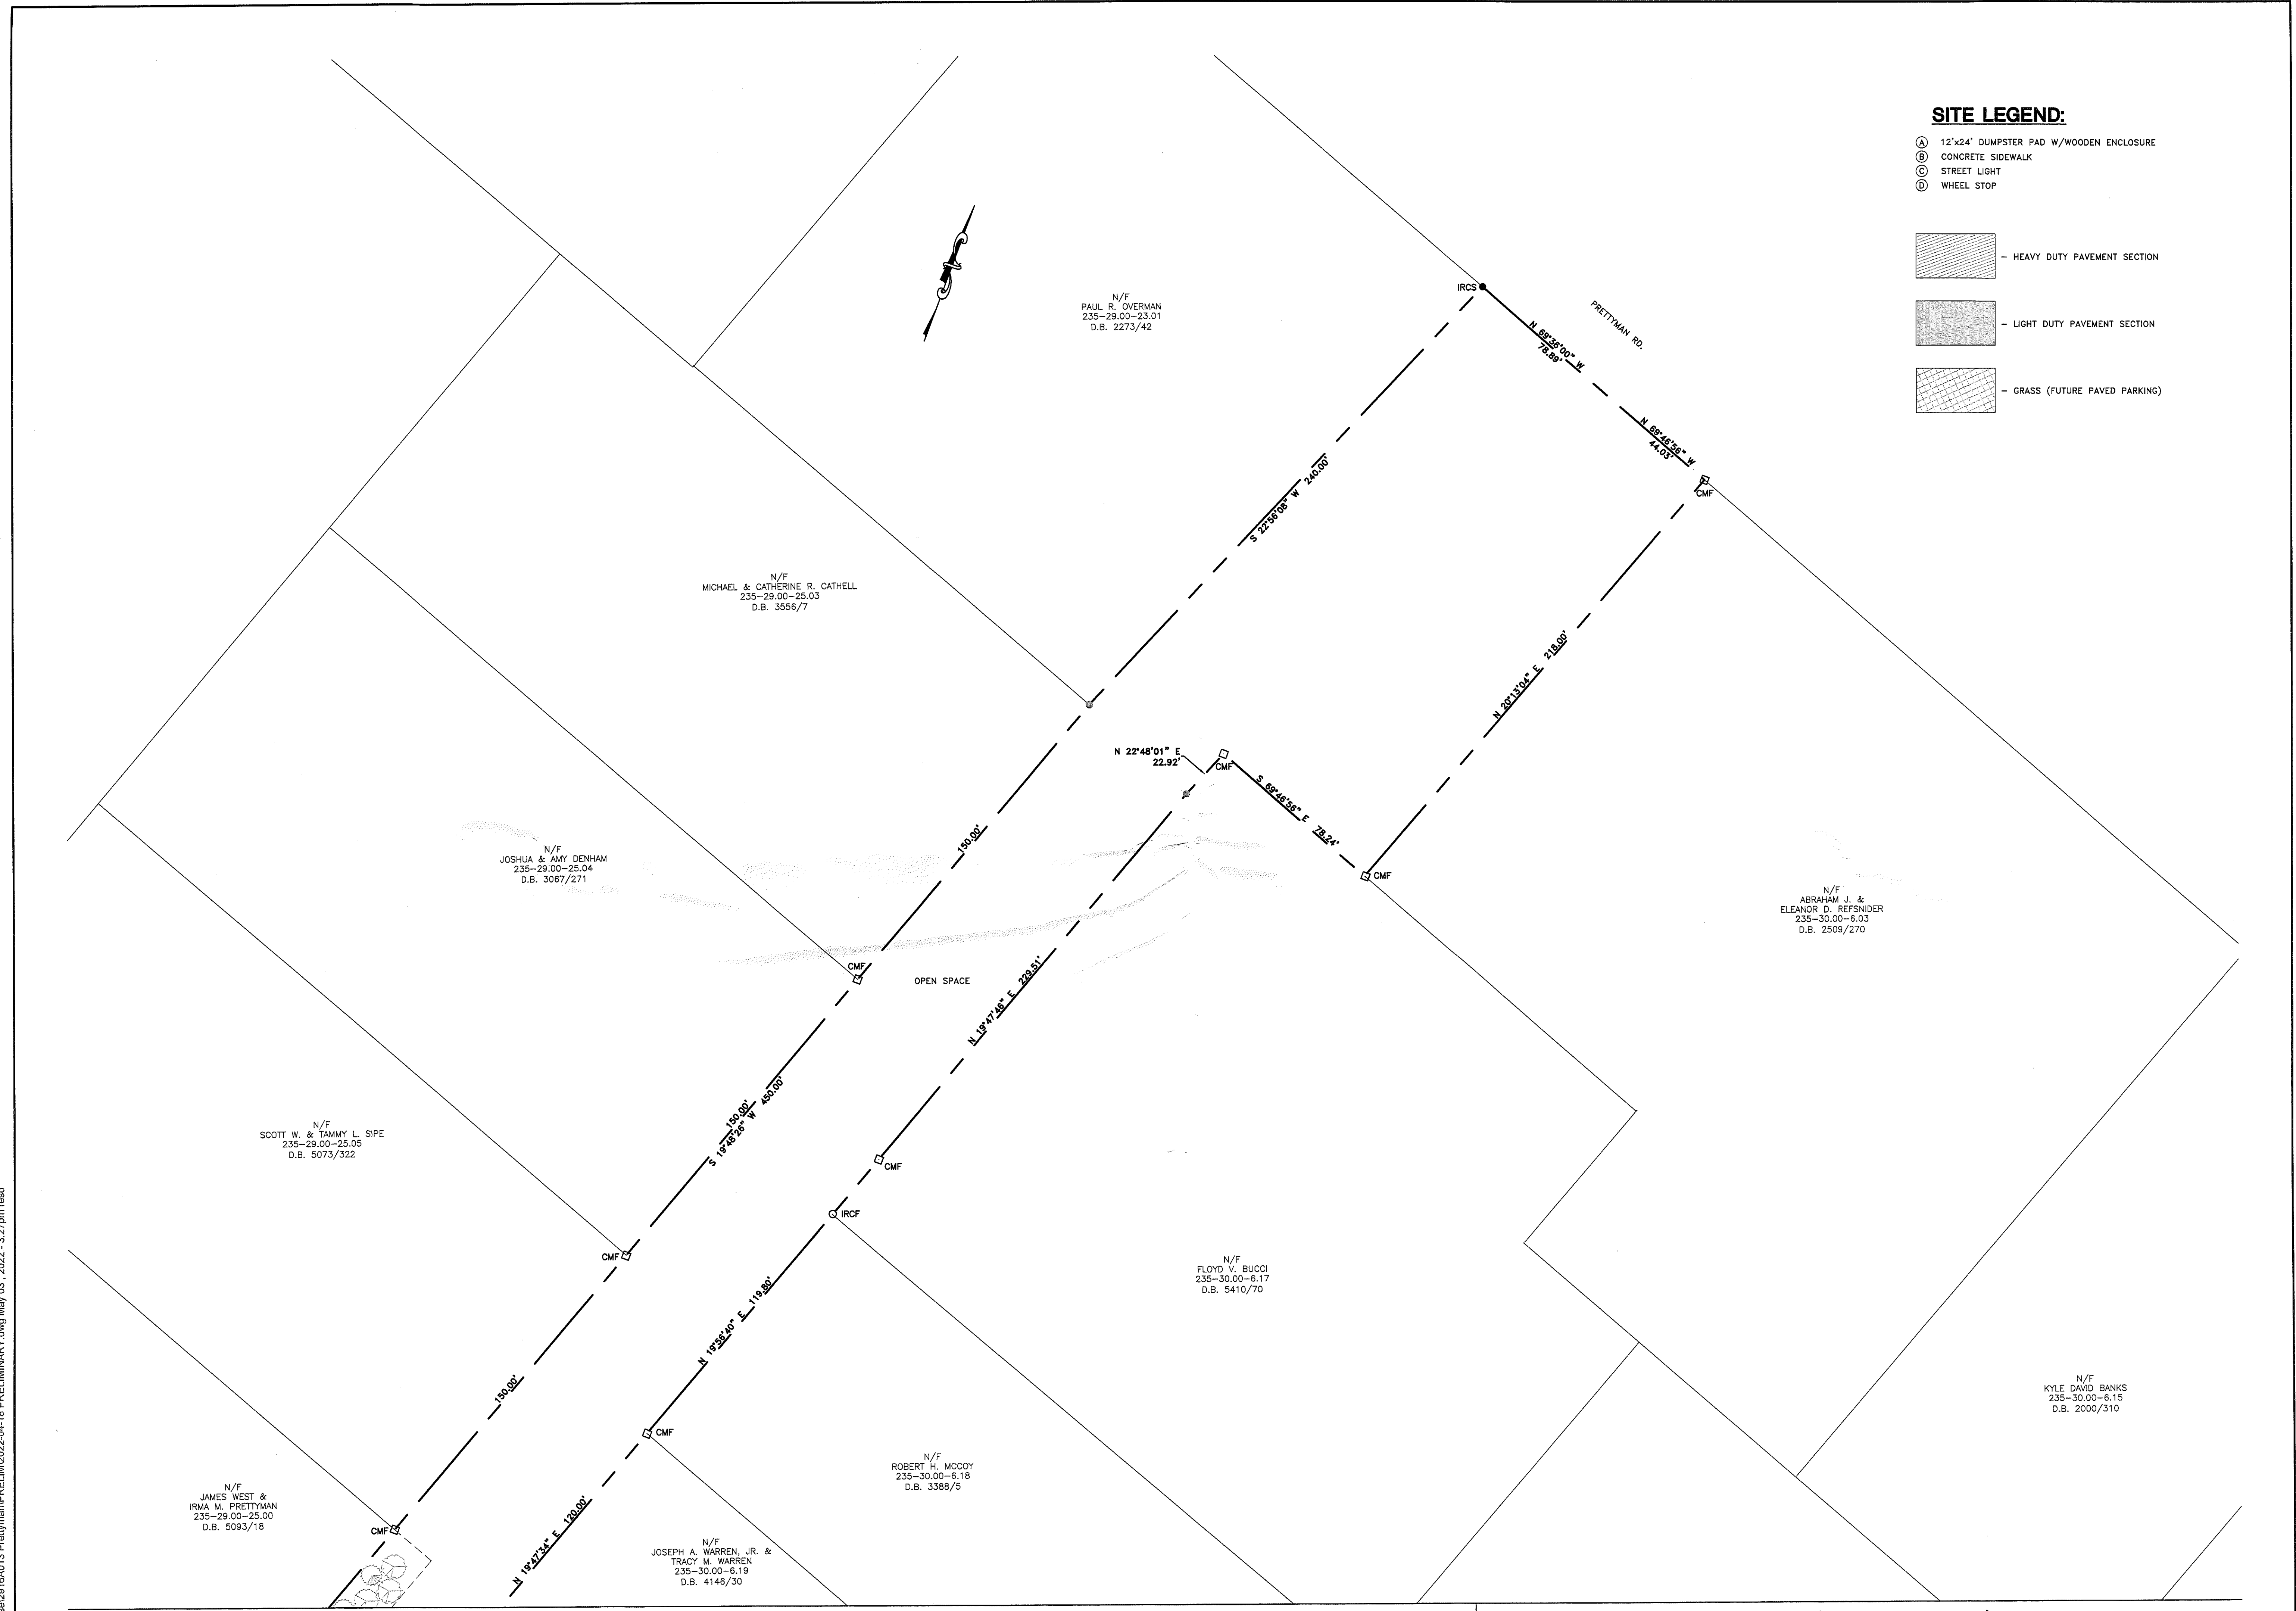 SITE LEGEND:
A 12'x24' DUMPSTER PAD W/WOODEN ENCLOSURE
B CONCRETE SIDEWALK
C STREET LIGHT
D WHEEL STOP
- HEAVY DUTY PAVEMENT SECTION
- LIGHT DUTY PAVEMENT SECTION
- GRASS (FUTURE PAVED PARKING)
N/F
PAUL R. OVERMAN
235-29.00-23.01
D.B. 2273/42
IRCS
PRETTYMAN RD.
N 69°36'00" W
78.89'
N 69°46'56" W
44.03'
CMF
S 22°56'08" W 240.00'
N/F
MICHAEL & CATHERINE R. CATHELL
235-29.00-25.03
D.B. 3556/7
N 20°13'04" E 218.00'
N 22°48'01" E
22.92'
CMF
S 69°46'56" E 78.24'
CMF
150.00'
N/F
JOSHUA & AMY DENHAM
235-29.00-25.04
D.B. 3067/271
N/F
ABRAHAM J. &
ELEANOR D. REFSNIDER
235-30.00-6.03
D.B. 2509/270
CMF
OPEN SPACE
N 19°47'46" E 229.51'
150.00'
S 19°48'26" W 450.00'
N/F
SCOTT W. & TAMMY L. SIPE
235-29.00-25.05
D.B. 5073/322
CMF
IRCF
CMF
N/F
FLOYD V. BUCCI
235-30.00-6.17
D.B. 5410/70
N 19°56'40" E 119.80'
150.00'
N/F
KYLE DAVID BANKS
235-30.00-6.15
D.B. 2000/310
CMF
N/F
ROBERT H. MCCOY
235-30.00-6.18
D.B. 3388/5
N/F
JAMES WEST &
IRMA M. PRETTYMAN
235-29.00-25.00
D.B. 5093/18
CMF
N 19°47'34" E 120.00'
N/F
JOSEPH A. WARREN, JR. &
TRACY M. WARREN
235-30.00-6.19
D.B. 4146/30
PRELIMINARY.dwg May 03, 2022 - 3:27pm